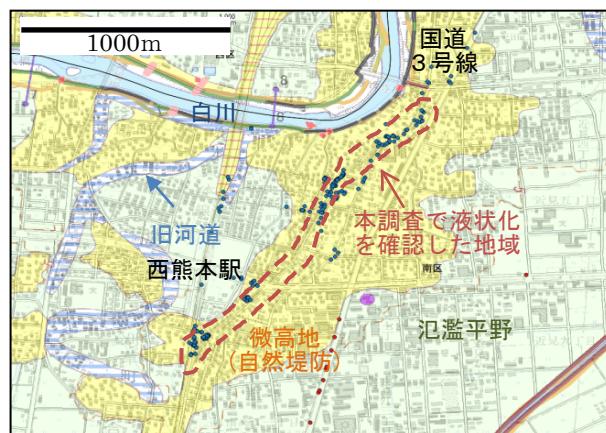 1000m
西区
国道
3号線
白川
旧河道
本調査で液状化
を確認した地域
南区
西熊本駅
氾濫平野
微高地
(自然堤防)